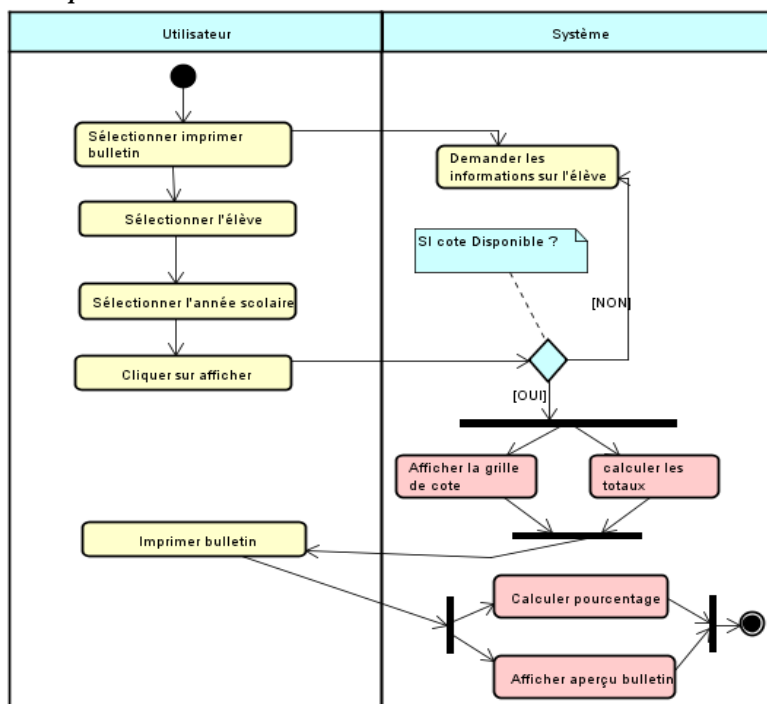 Utilisateur
Système
Sélectionner imprimer
bulletin
Demander les
informations sur l'élève
Sélectionner l'élève
SI cote Disponible ?
Sélectionner l'année scolaire
[NON]
Cliquer sur afficher
[OUI]
Afficher la grille
de cote
calculer les
totaux
Imprimer bulletin
Calculer pourcentage
Afficher aperçu bulletin